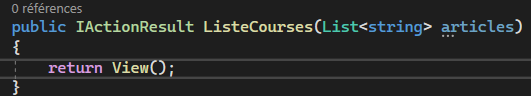 0 références
public IActionResult ListeCourses(List<string> articles)
{
return View();
}